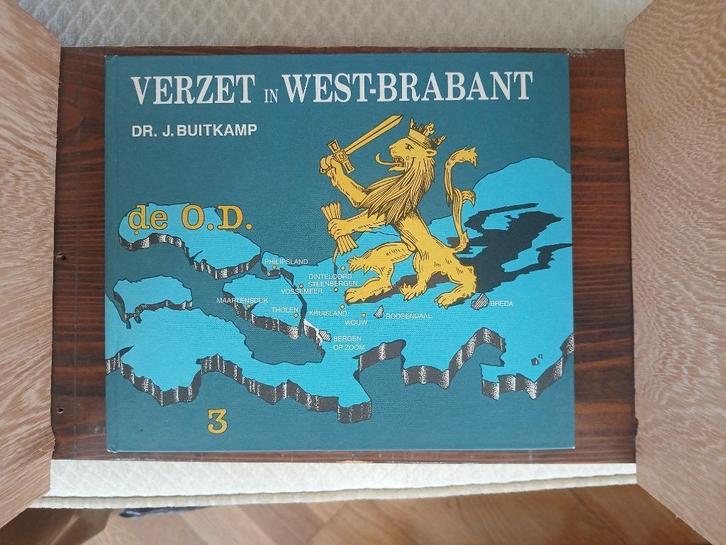 VERZET IN WEST-BRABANT
DR. J. BUITKAMP
de O.D.
PHILIPSLAND
DINTELOORD
STEENBERGEN
VOSSEMEER
MAARTENSDIJK
THOLEN
KRUISLAND
WOUW
ROOSENDAAL
BREDA
BERGEN
OP ZOOM
3